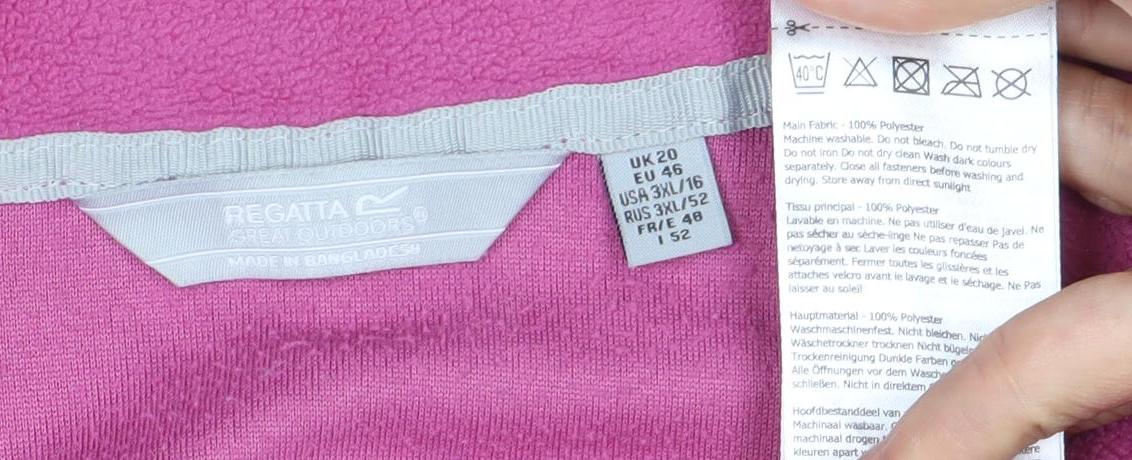 REGATTA
GREAT OUTDOORS®
MADE IN BANGLADESH
UK 20
EU 46
USA 3XL/16
RUS 3XL/52
FR/E 48
I 52
40°C
Main Fabric - 100% Polyester
Machine washable. Do not bleach. Do not tumble dry
Do not iron Do not dry clean Wash dark colours
separately. Close all fasteners before washing and
drying. Store away from direct sunlight
Tissu principal - 100% Polyester
Lavable en machine. Ne pas utiliser d'eau de javel. Ne
pas sécher au sèche-linge Ne pas repasser Pas de
nettoyage à sec Laver les couleurs foncées
séparément. Fermer toutes les glissières et les
attaches velcro avant le lavage et le séchage. Ne Pas
laisser au soleil
Hauptmaterial - 100% Polyester
Waschmaschinenfest. Nicht bleichen.
Wäschetrockner trocknen Nicht
Trockenreinigung Dunkle Farben
Alle Öffnungen vor dem
schließen. Nicht in direktem
Hoofdbestanddeel van
Machinaal wasbaar.
machinaal drogen
kleuren apart